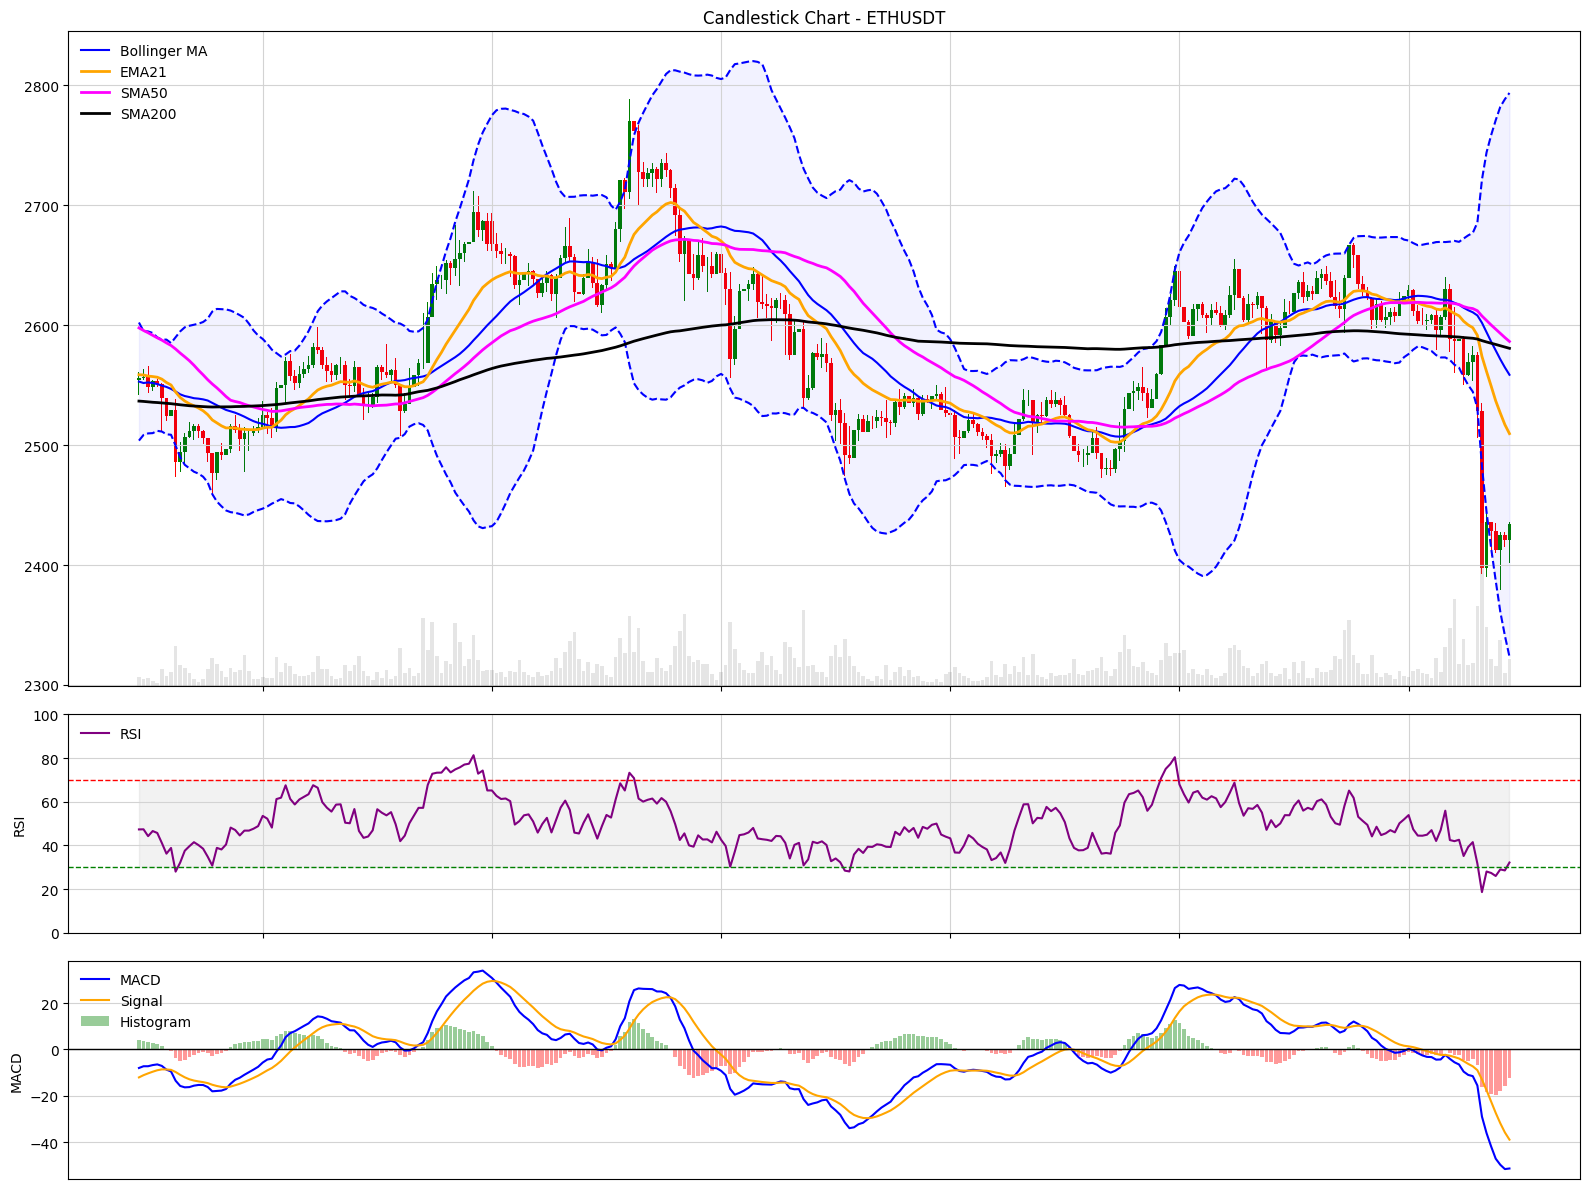 Candlestick Chart - ETHUSDT
Bollinger MA
EMA21
SMA50
SMA200
2800
2700
2600
2500
2400
2300
RSI
100
80
60
40
20
0
RSI
MACD
Signal
Histogram
20
0
−20
−40
MACD